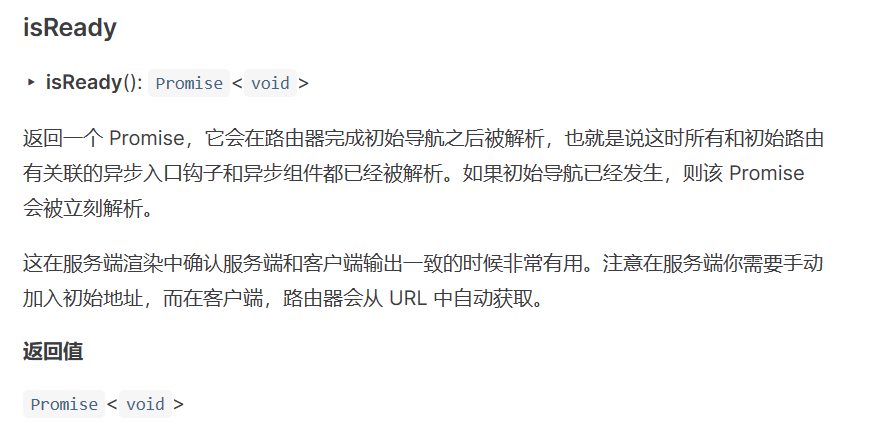 isReady
‣ isReady(): Promise<void>
返回一个 Promise，它会在路由器完成初始导航之后被解析，也就是说这时所有和初始路由
有关联的异步入口钩子和异步组件都已经被解析。如果初始导航已经发生，则该 Promise
会被立刻解析。
这在服务端渲染中确认服务端和客户端输出一致的时候非常有用。注意在服务端你需要手动
加入初始地址，而在客户端，路由器会从 URL 中自动获取。
返回值
Promise<void>